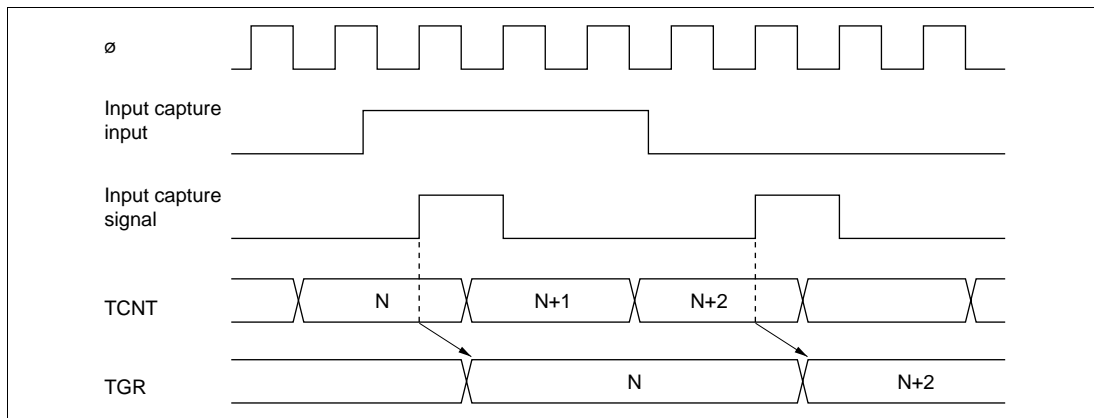 ø
Input capture
input
Input capture
signal
TCNT
N
N+1
N+2
TGR
N
N+2